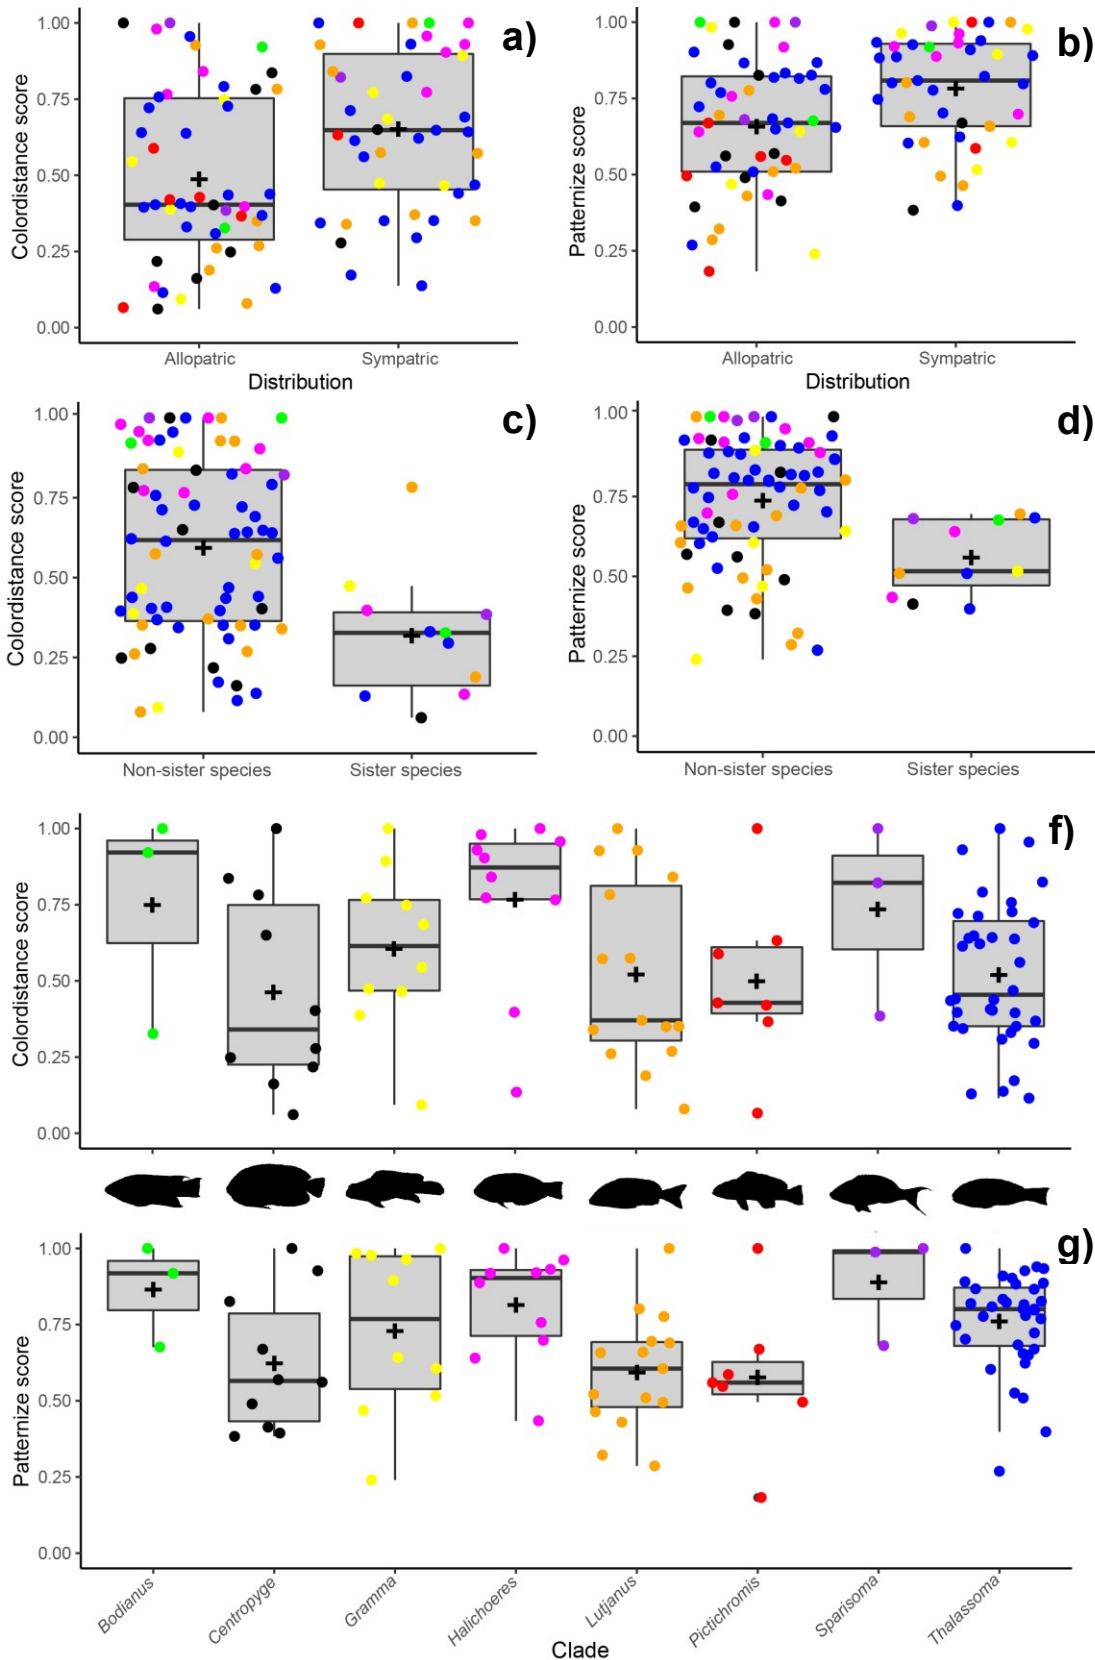 a)
1.00
0.75
0.50
0.25
0.00
Colordistance score
Allopatric
Sympatric
Distribution
b)
1.00
0.75
0.50
0.25
0.00
Patternize score
Allopatric
Sympatric
Distribution
c)
1.00
0.75
0.50
0.25
0.00
Colordistance score
Non-sister species
Sister species
d)
1.00
0.75
0.50
0.25
0.00
Patternize score
Non-sister species
Sister species
f)
1.00
0.75
0.50
0.25
0.00
Colordistance score
g)
1.00
0.75
0.50
0.25
0.00
Patternize score
Bodianus
Centropyge
Gramma
Halichoeres
Lutjanus
Pictichromis
Sparisoma
Thalassoma
Clade